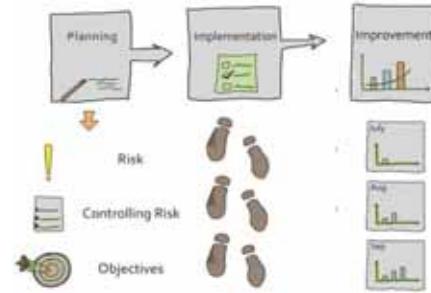 Planning
Implementation
Improvement
Risk
Controlling Risk
Objectives
July
Aug
Sep